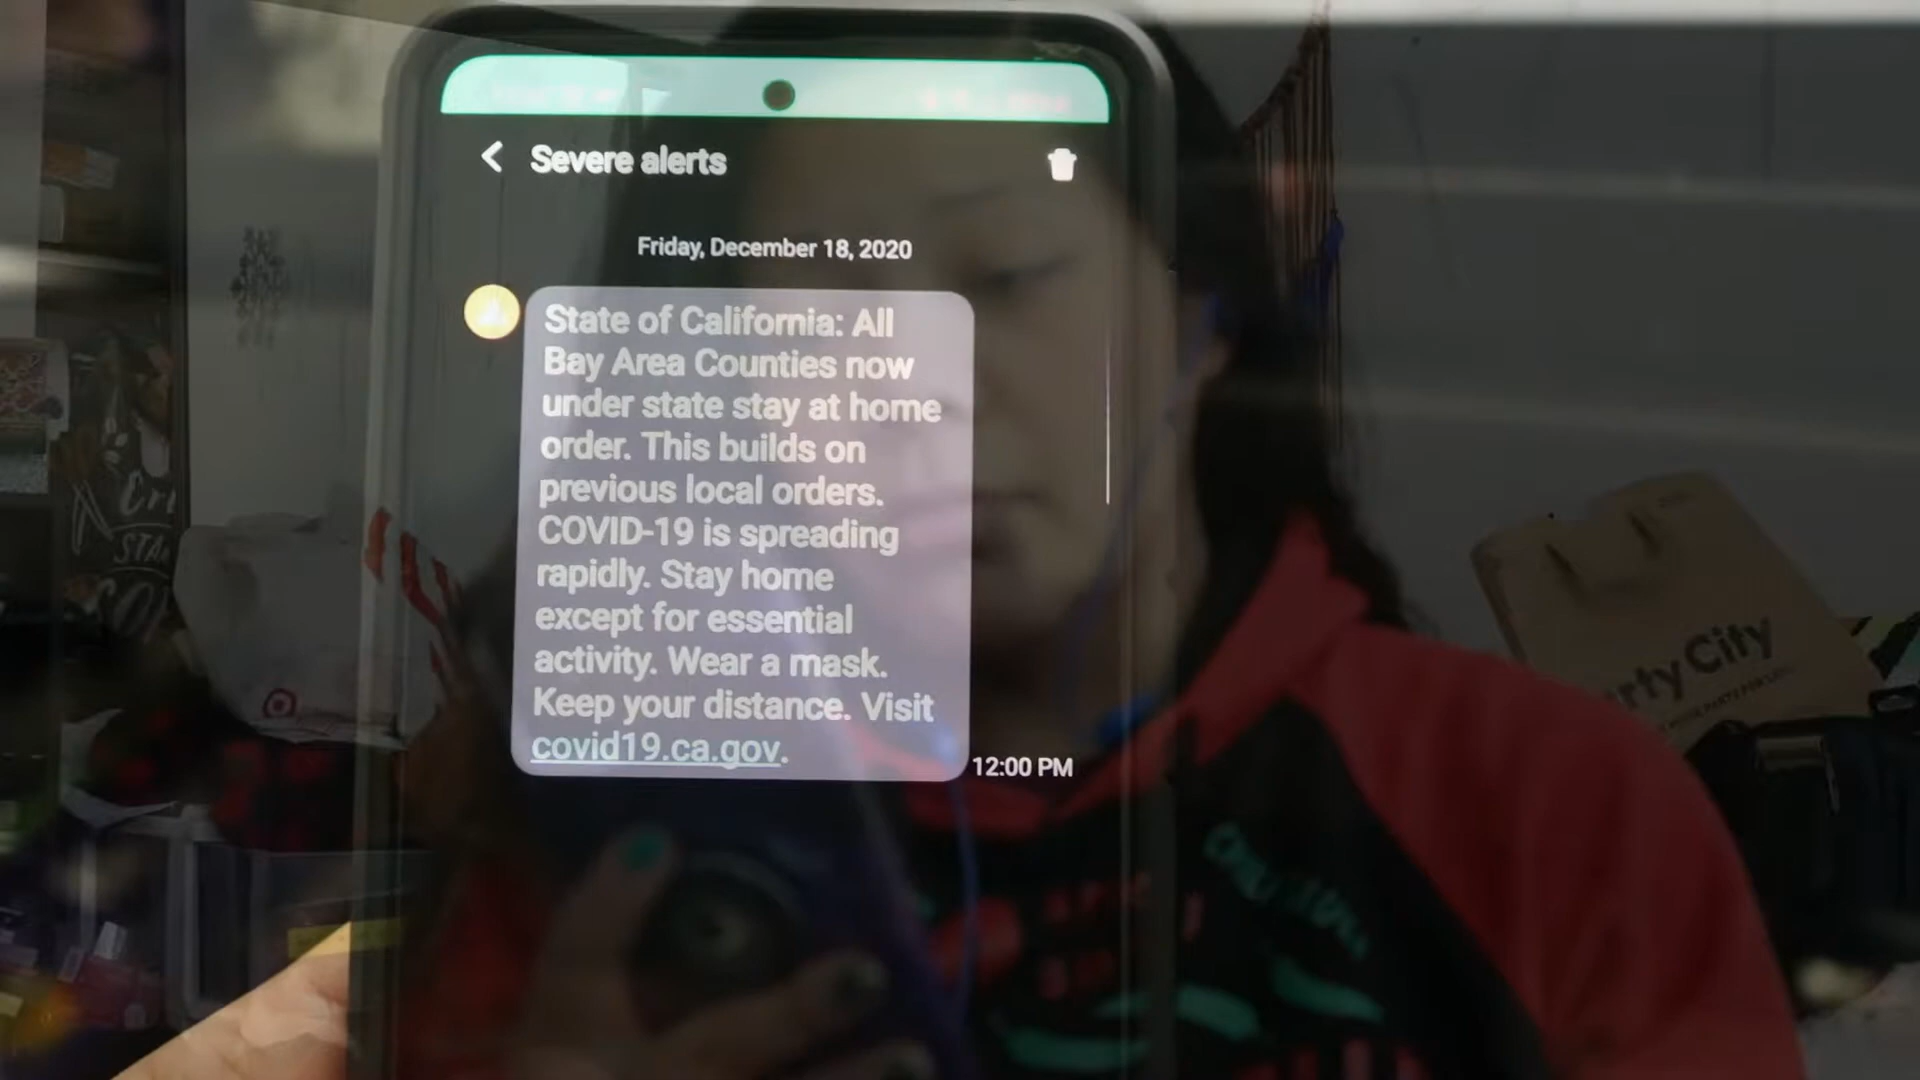 Severe alerts
Friday, December 18, 2020
State of California: All
Bay Area Counties now
under state stay at home
order. This builds on
previous local orders.
COVID-19 is spreading
rapidly. Stay home
except for essential
activity. Wear a mask.
Keep your distance. Visit
covid19.ca.gov.
12:00 PM
rty City